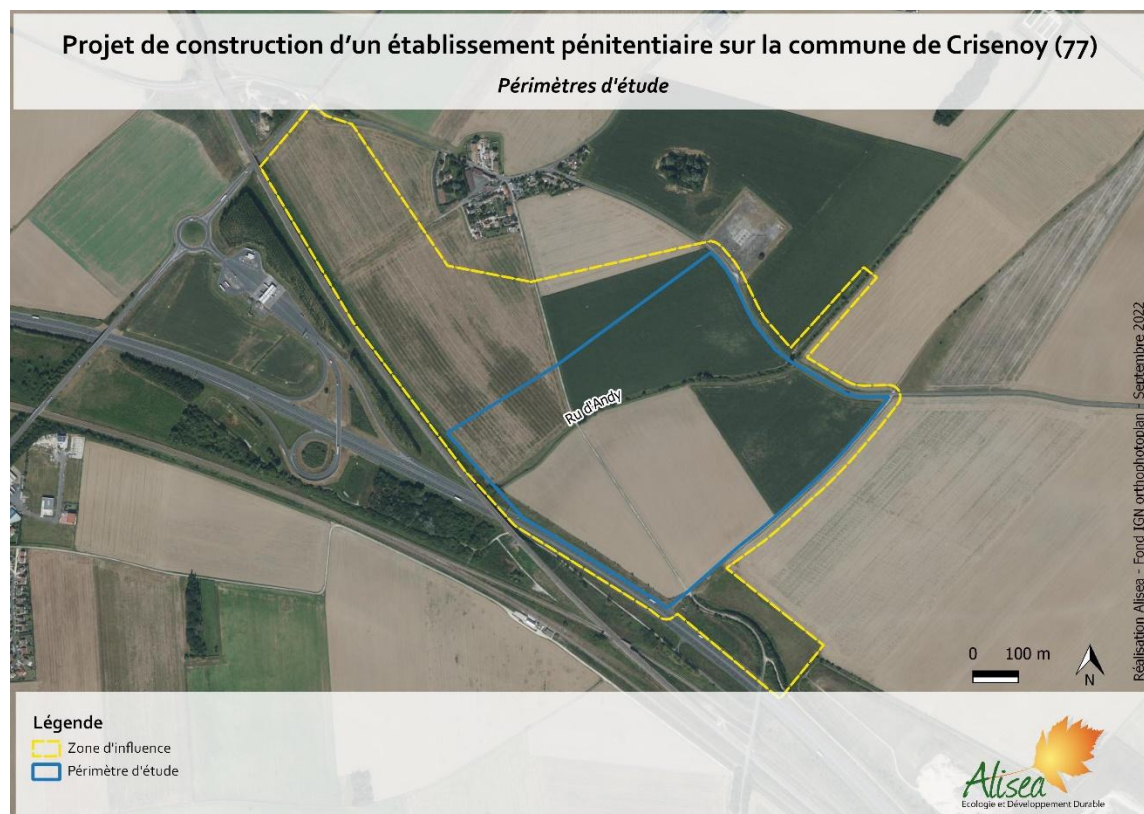 Projet de construction d'un établissement pénitentiaire sur la commune de Crisenoy (77)
Périmètres d'étude
Ru d'Andy
Réalisation Alisea - Fond IGN orthophotoplan - Septembre 2022
0 100 m
N
Légende
Zone d'influence
Périmètre d'étude
Alisea
Ecologie et Développement Durable